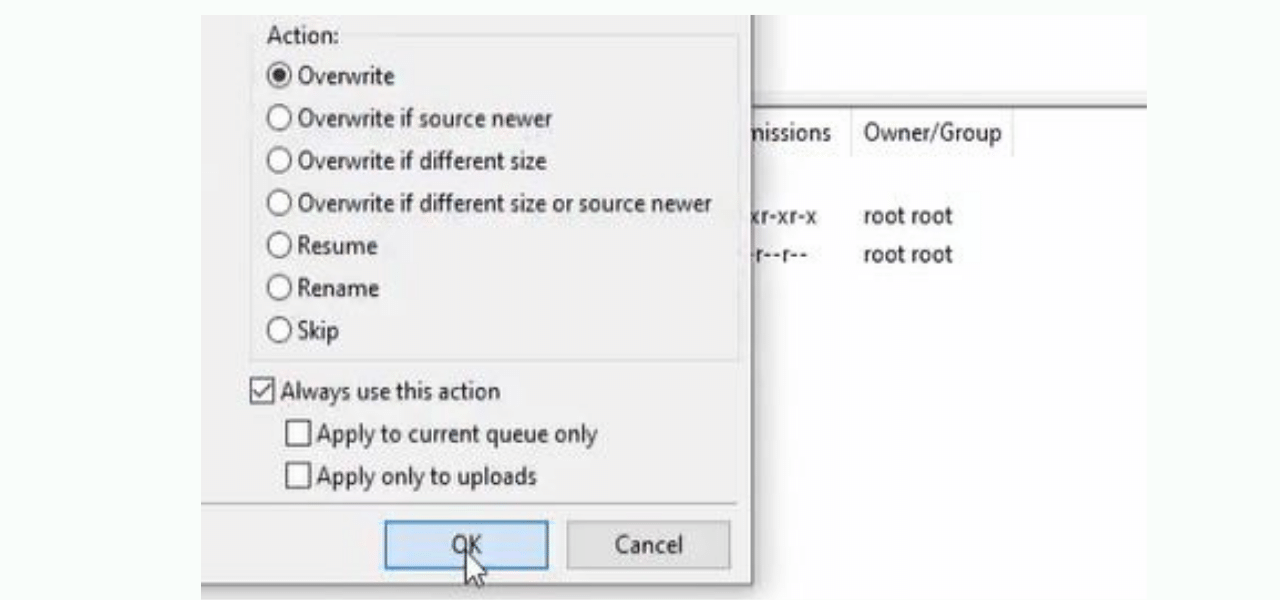 Action:
Overwrite
Overwrite if source newer
Overwrite if different size
Overwrite if different size or source newer
Resume
Rename
Skip
Always use this action
Apply to current queue only
Apply only to uploads
OK Cancel
missions Owner/Group
xr-xr-x root root
-r--r-- root root